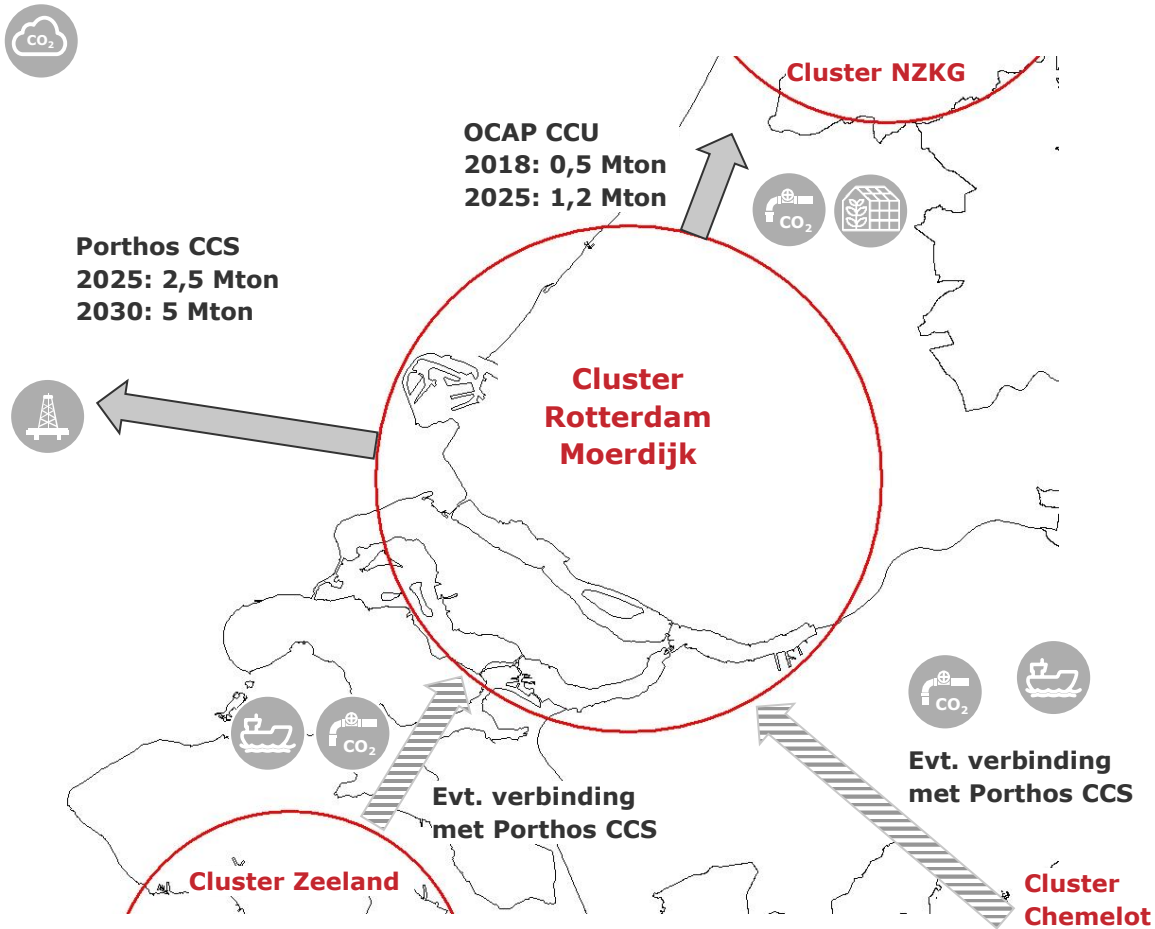 CO₂
Cluster NZKG
OCAP CCU
2018: 0,5 Mton
2025: 1,2 Mton
CO₂
Porthos CCS
2025: 2,5 Mton
2030: 5 Mton
Cluster
Rotterdam
Moerdijk
CO₂
CO₂
Evt. verbinding
met Porthos CCS
Evt. verbinding
met Porthos CCS
Cluster Zeeland
Cluster
Chemelot